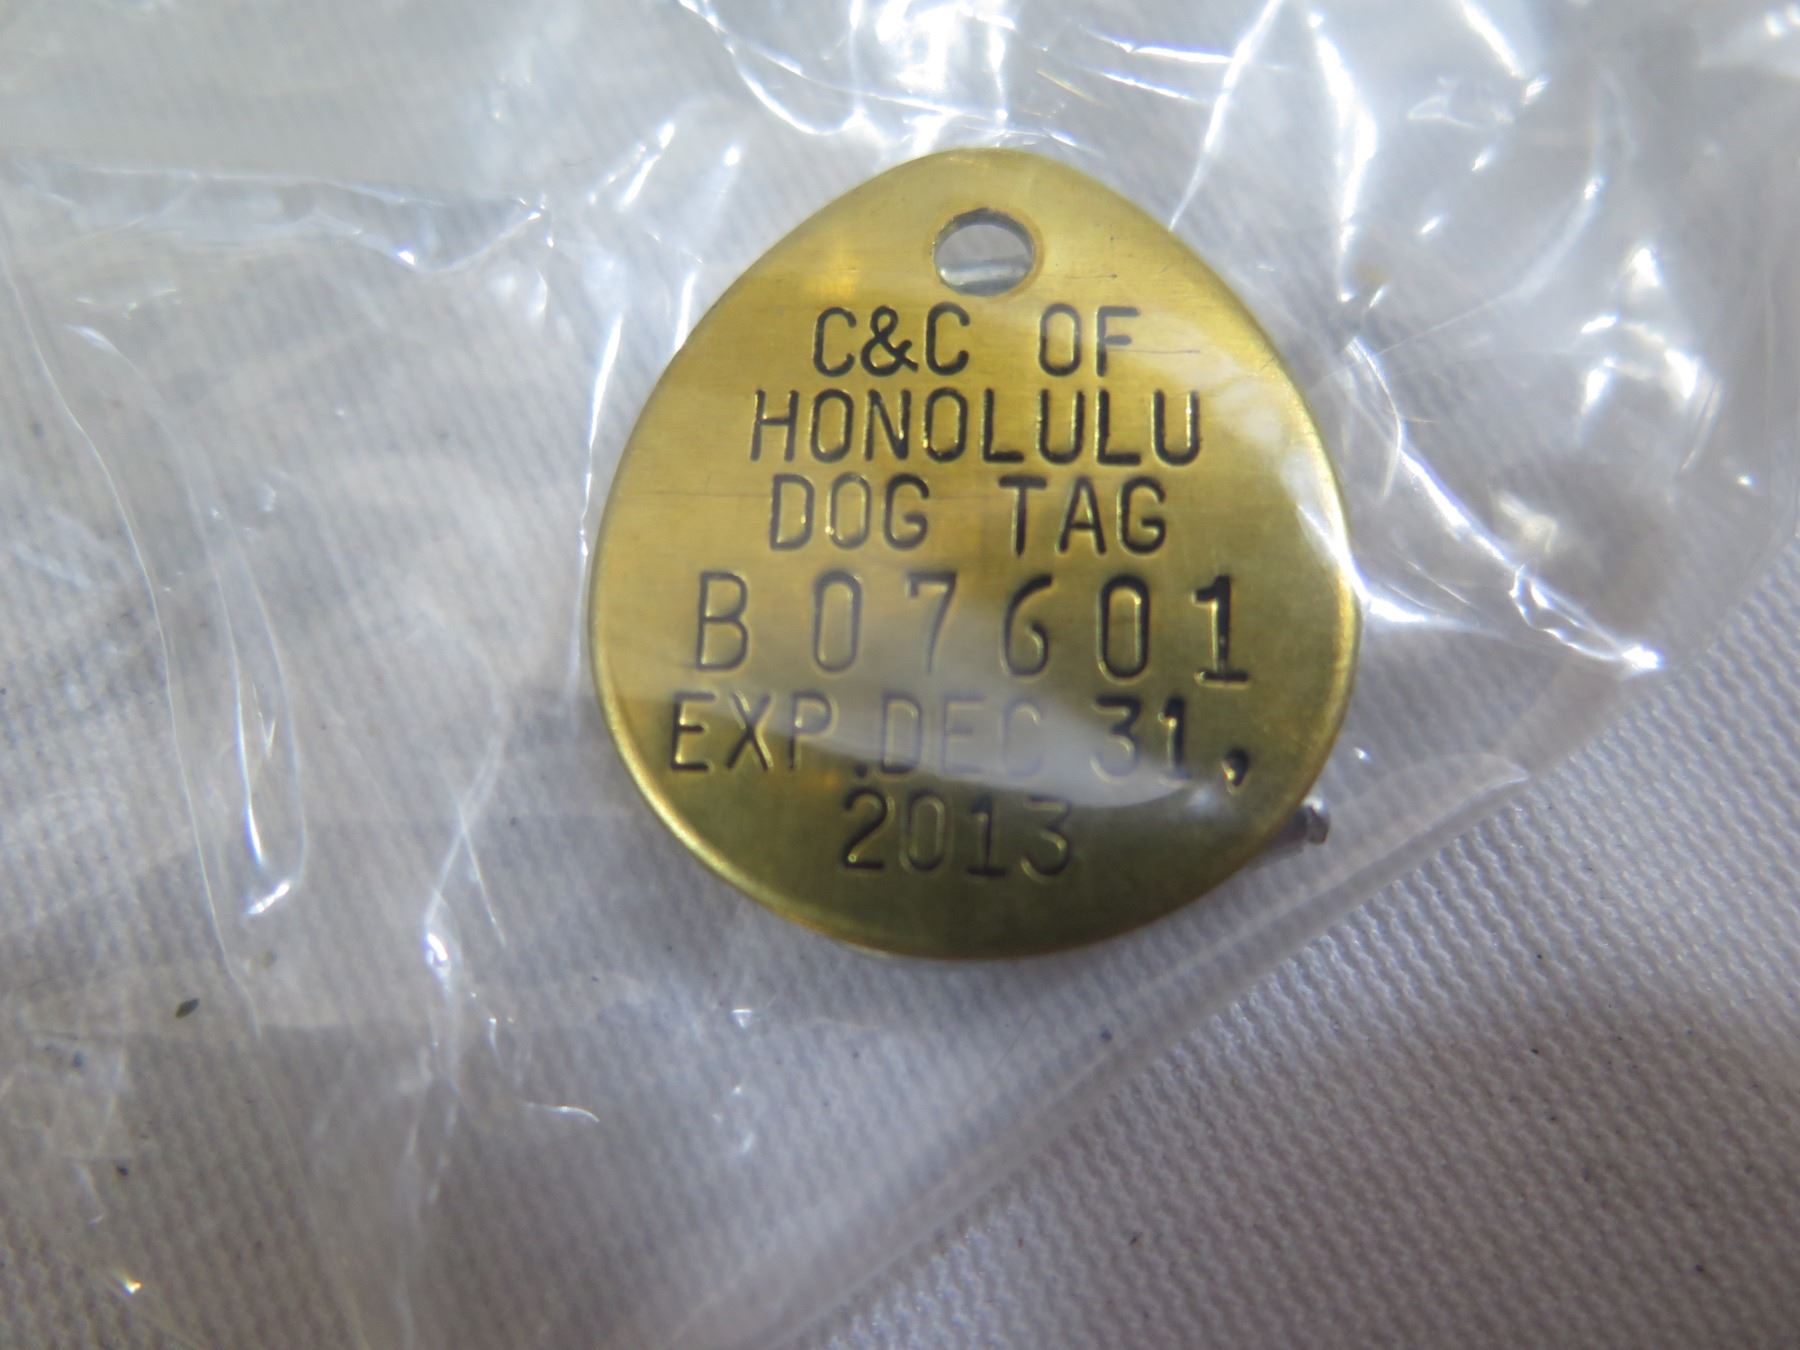 C&C OF
HONOLULU
DOG TAG
B 07601
EXP.DEC 31,
2013